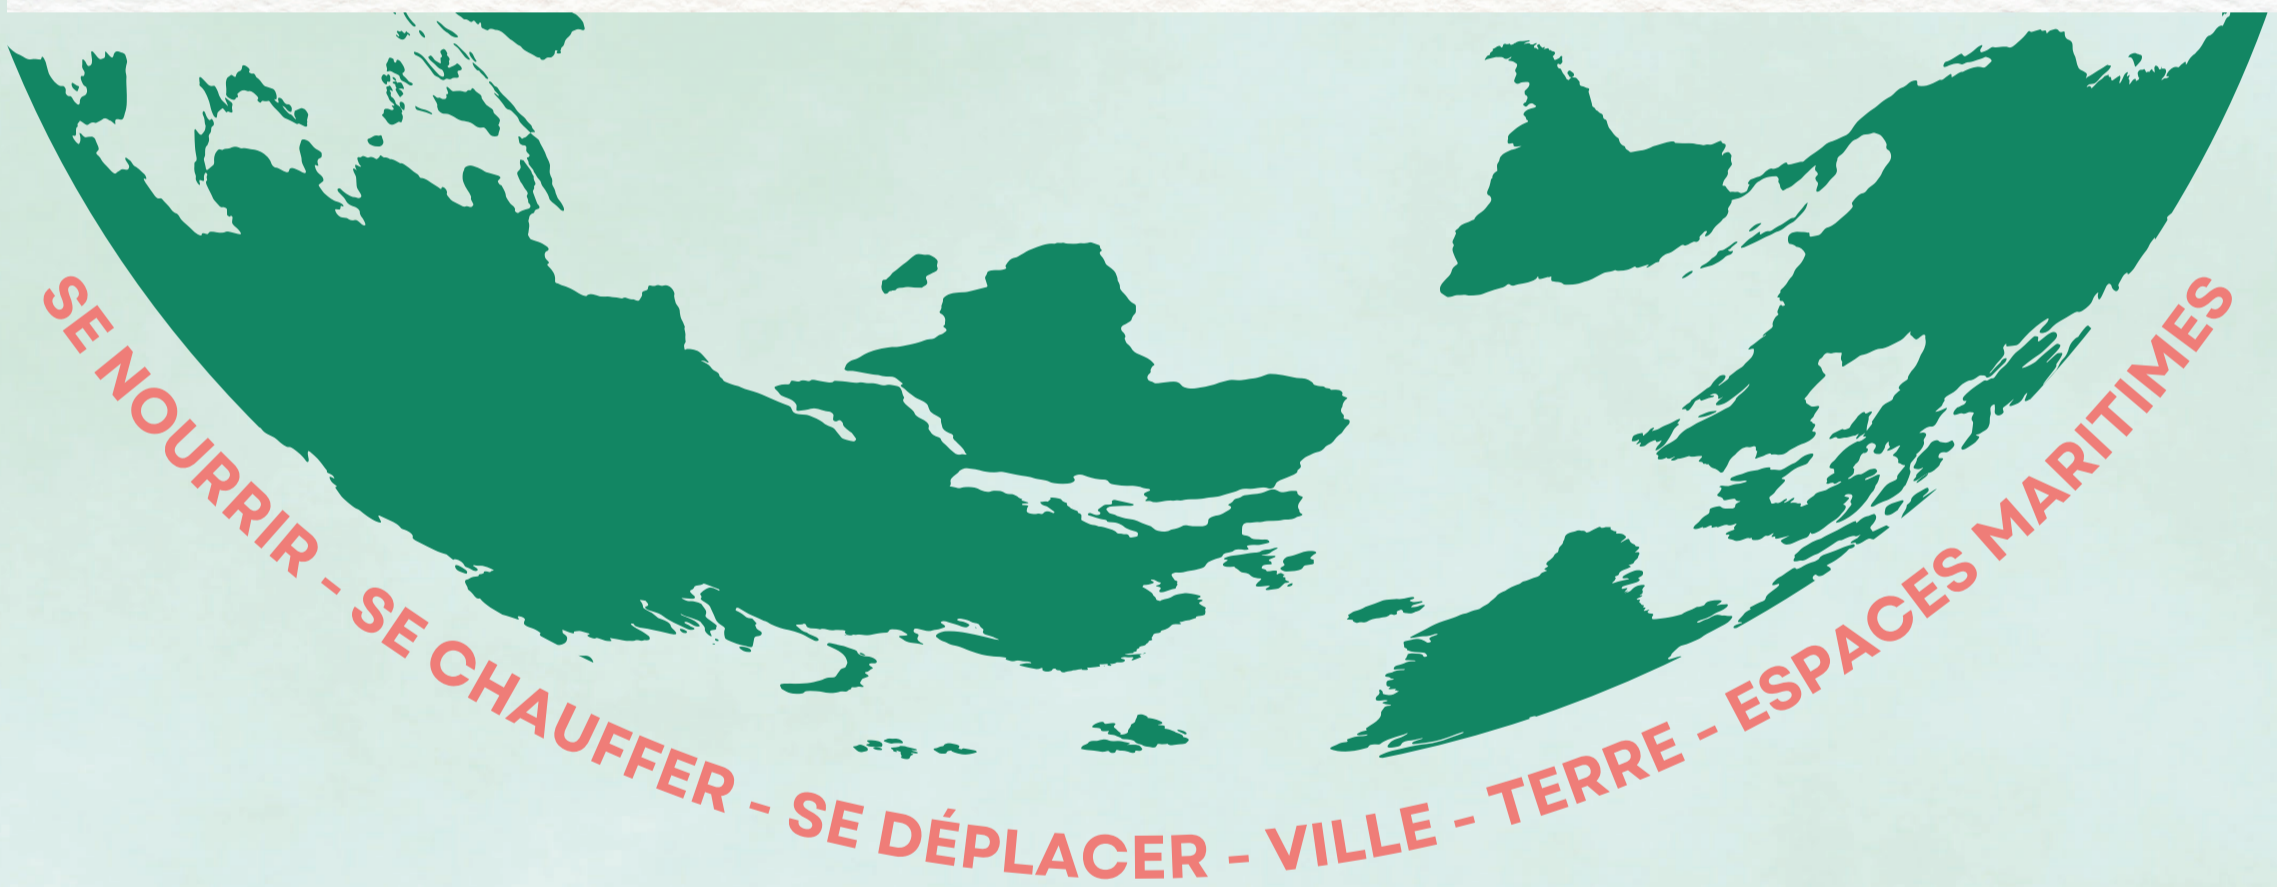 SE NOURRIR - SE CHAUFFER - SE DÉPLACER - VILLE - TERRE - ESPACES MARITIMES